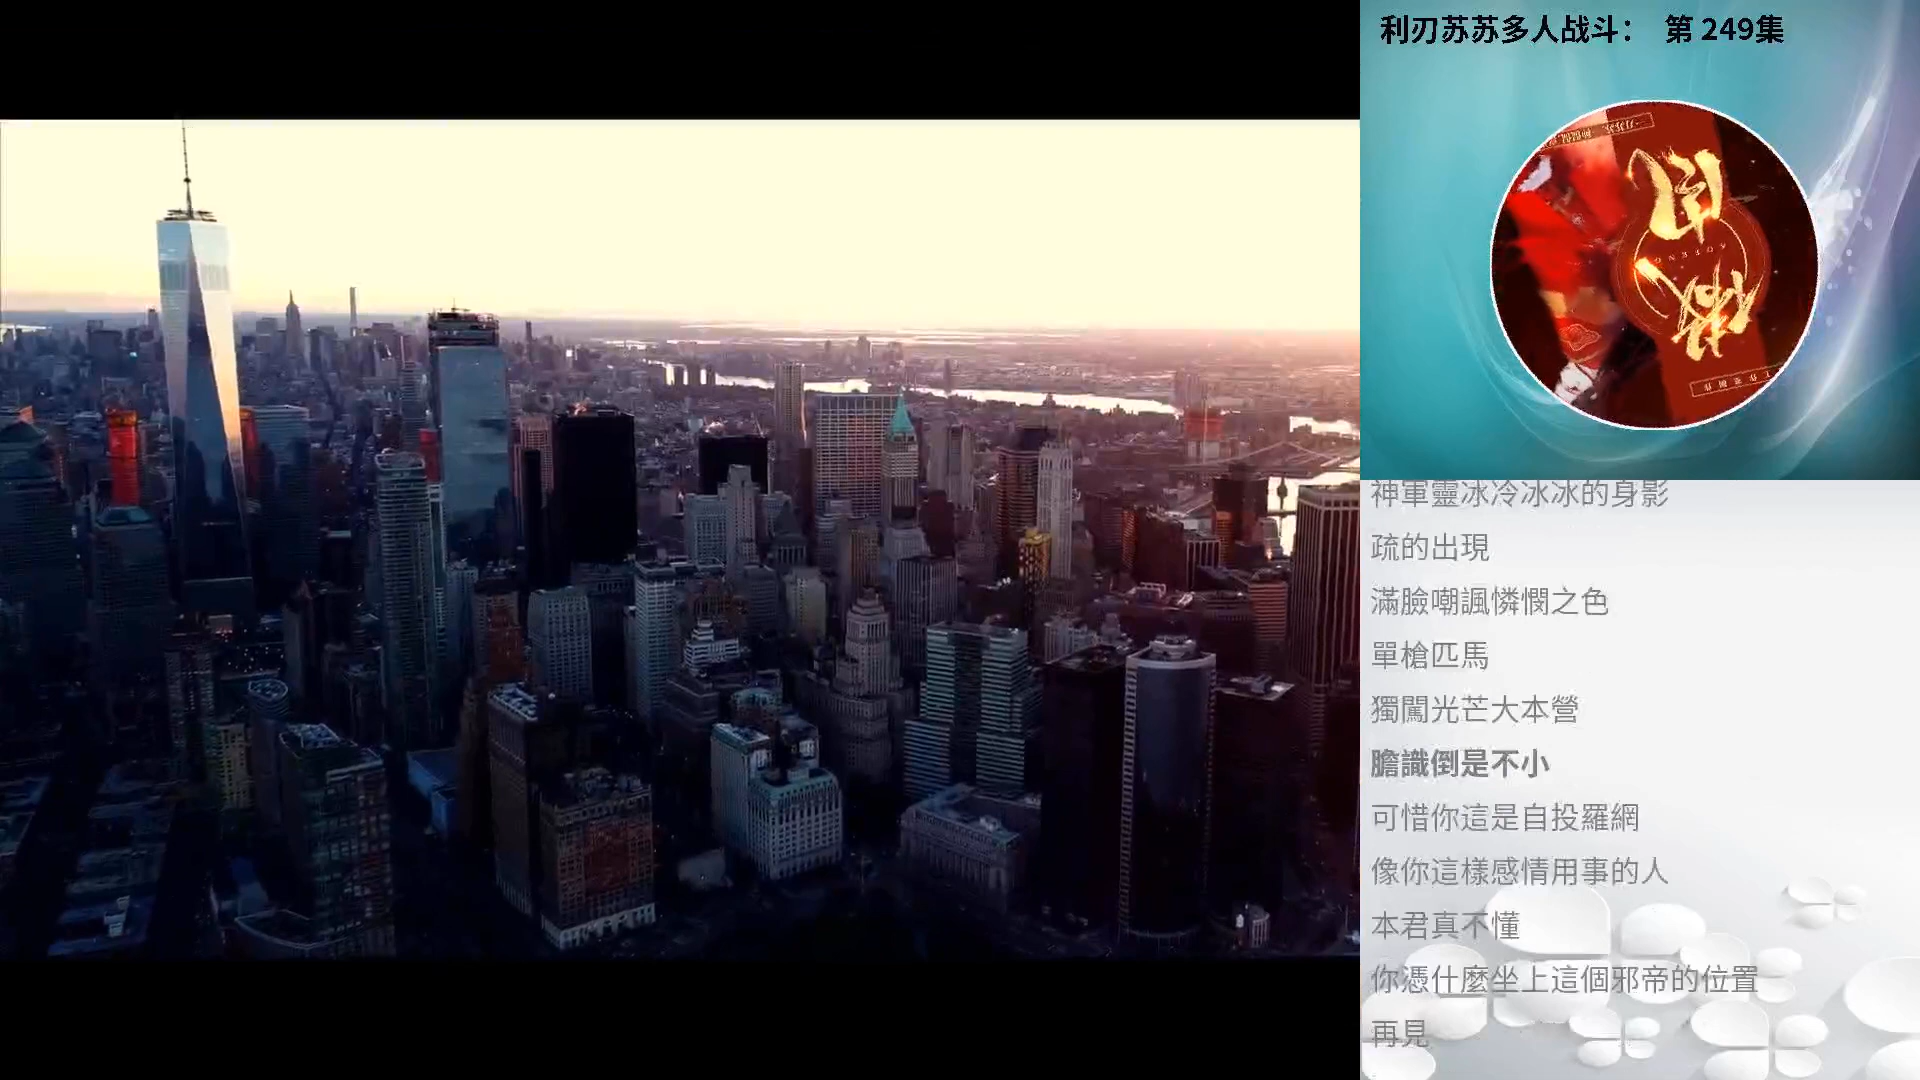 利刃苏苏多人战斗： 第 249集
神軍靈冰冷冰冰的身影
疏的出現
滿臉嘲諷憐憫之色
單槍匹馬
獨闖光芒大本營
膽識倒是不小
可惜你這是自投羅網
像你這樣感情用事的人
本君真不懂
你憑什麼坐上這個邪帝的位置
再見